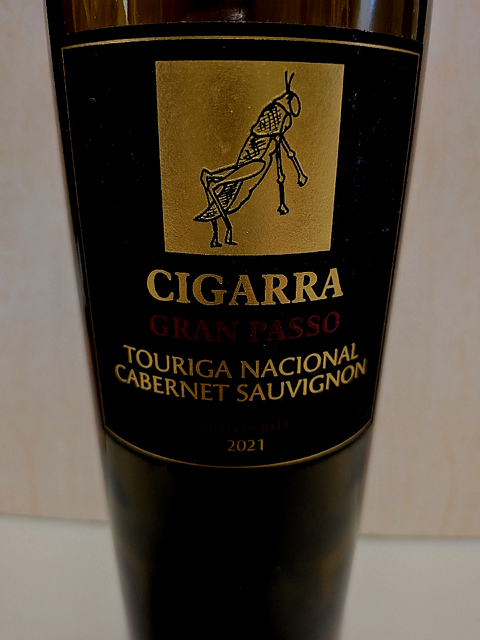 CIGARRA
GRAN PASSO
TOURIGA NACIONAL
CABERNET SAUVIGNON
2021